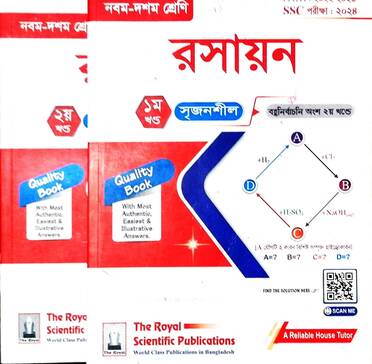 নবম-দশম শ্রেণি
২য়
খণ্ড
Quality
Book
With Most
Authentic,
Easiest &
Illustrative
Answers.
The Royal
Scientific
World Class
নবম-দশম শ্রেণি
SSC পরীক্ষা : ২০২৪
রসায়ন
১ম
খণ্ড
সৃজনশীল
বহুনির্বাচনি অংশ ২য় খণ্ডে
Quality
Book
With Most
Authentic,
Easiest &
Illustrative
Answers.
A
+H₂
+Cl₂
D
B
+H₂SO₄
+NaOH
C
A=? B=? C=? D=?
FIND THE SOLUTION HERE
SCAN ME
The Royal
Scientific Publications
World Class Publications in Bangladesh
A Reliable House Tutor